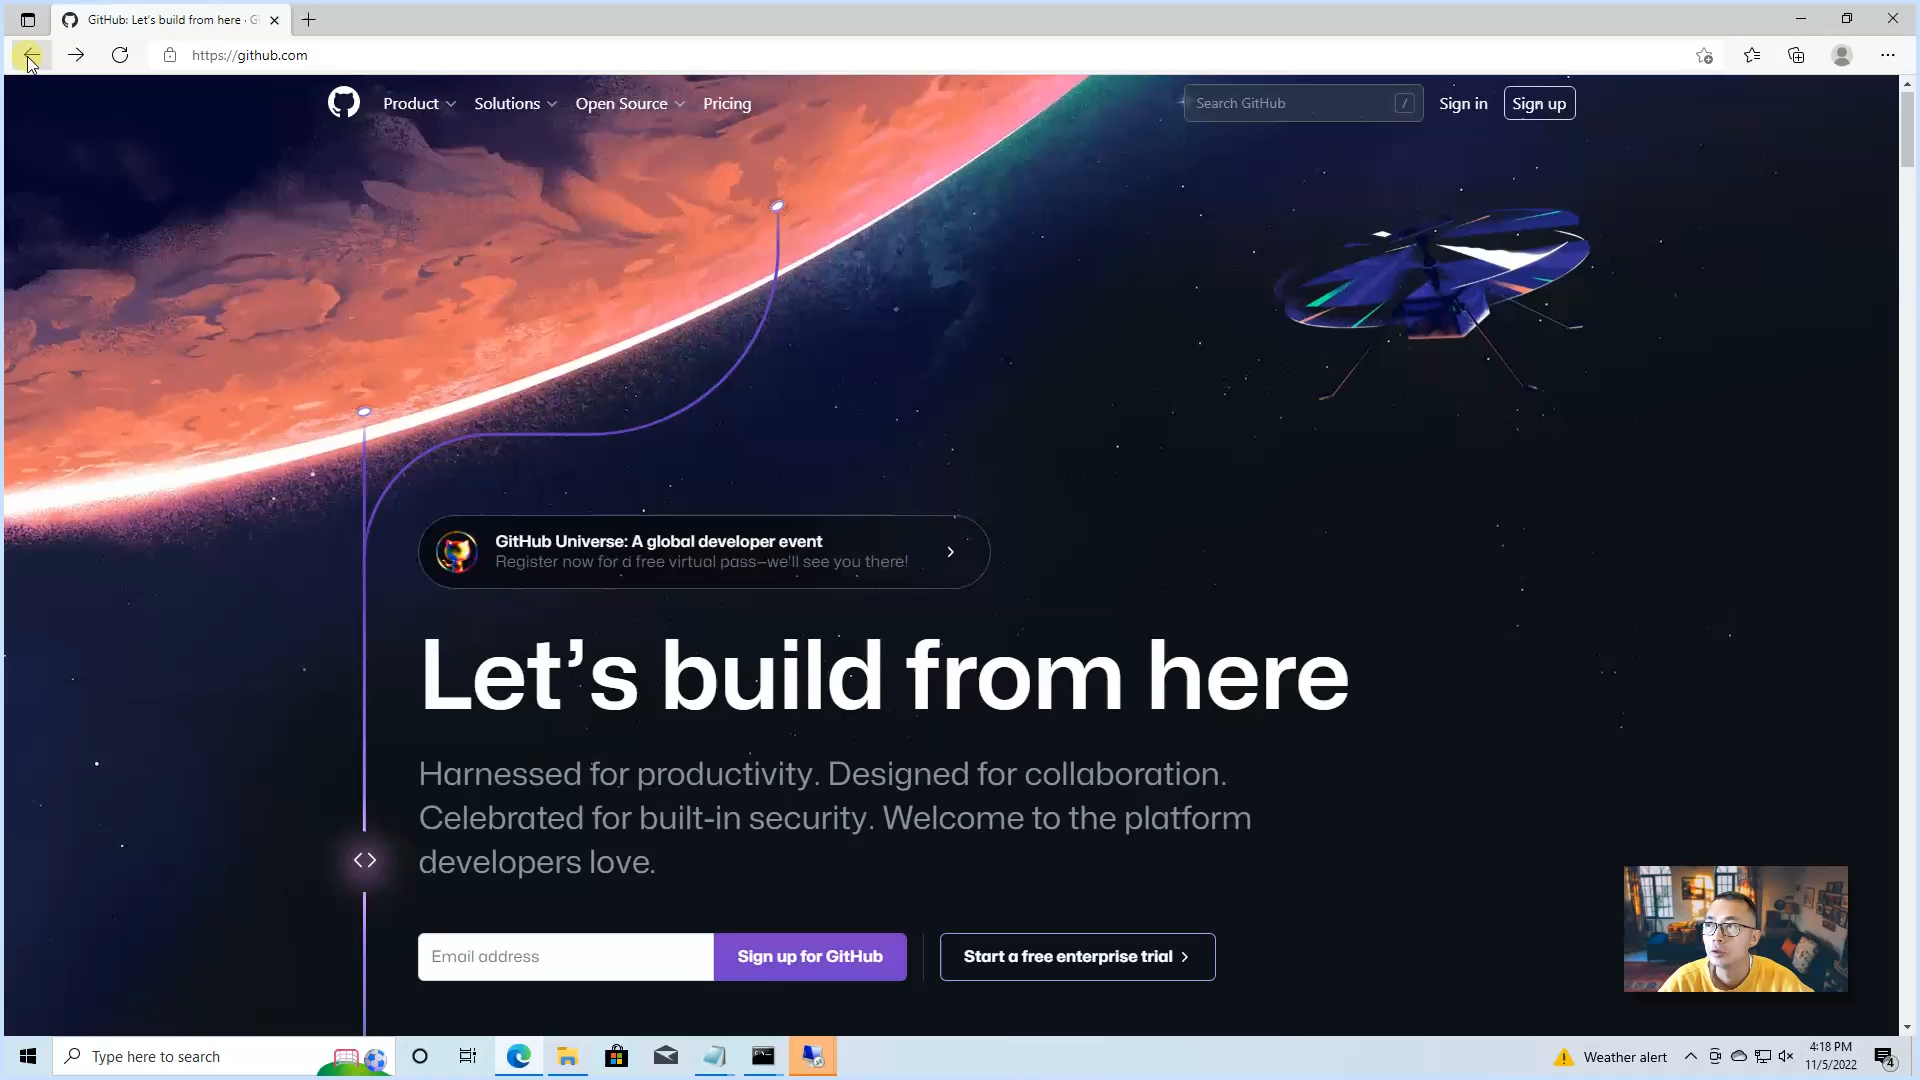 GitHub: Let's build from here · G
https://github.com
Product
Solutions
Open Source
Pricing
Search GitHub
/
Sign in
Sign up
GitHub Universe: A global developer event
Register now for a free virtual pass—we'll see you there!
Let's build from here
Harnessed for productivity. Designed for collaboration.
Celebrated for built-in security. Welcome to the platform
developers love.
Email address
Sign up for GitHub
Start a free enterprise trial
Type here to search
Weather alert
4:18 PM
11/5/2022
4